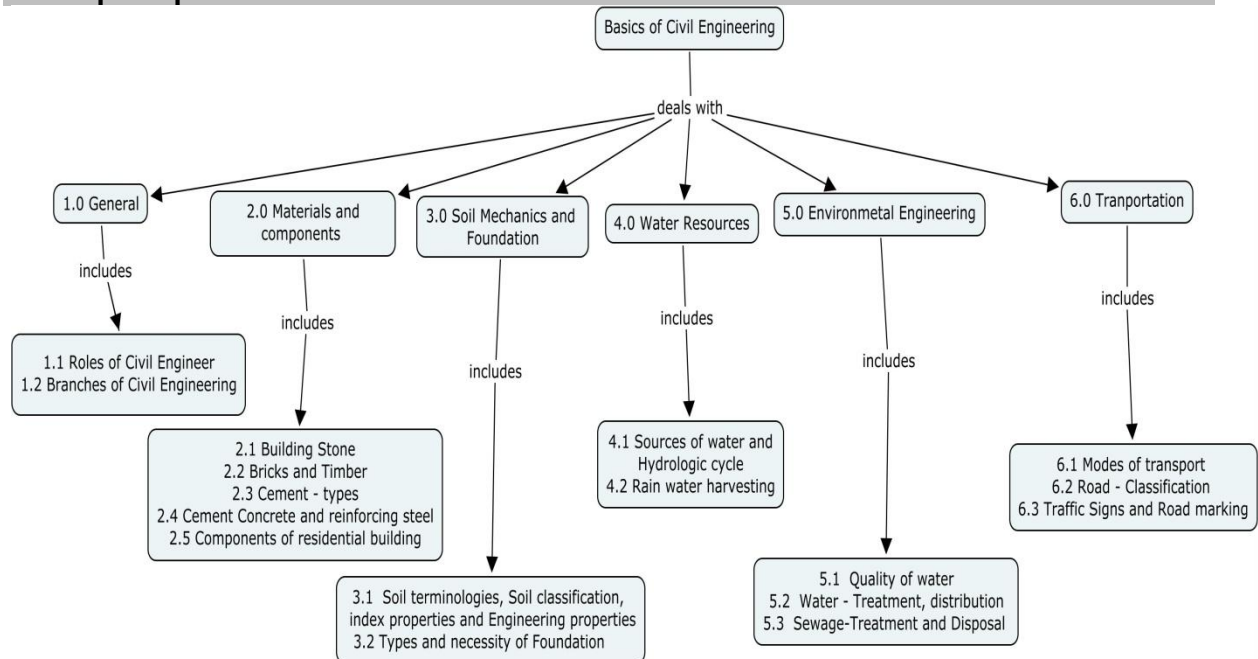 Basics of Civil Engineering
deals with
1.0 General
2.0 Materials and
components
3.0 Soil Mechanics and
Foundation
4.0 Water Resources
5.0 Environmetal Engineering
6.0 Tranportation
includes
includes
includes
includes
includes
includes
1.1 Roles of Civil Engineer
1.2 Branches of Civil Engineering
2.1 Building Stone
2.2 Bricks and Timber
2.3 Cement - types
2.4 Cement Concrete and reinforcing steel
2.5 Components of residential building
3.1 Soil terminologies, Soil classification,
index properties and Engineering properties
3.2 Types and necessity of Foundation
4.1 Sources of water and
Hydrologic cycle
4.2 Rain water harvesting
5.1 Quality of water
5.2 Water - Treatment, distribution
5.3 Sewage-Treatment and Disposal
6.1 Modes of transport
6.2 Road - Classification
6.3 Traffic Signs and Road marking